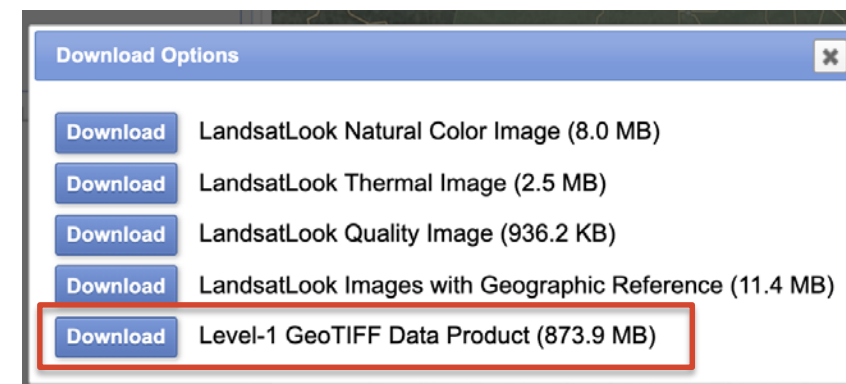 Download Options
Download LandsatLook Natural Color Image (8.0 MB)
Download LandsatLook Thermal Image (2.5 MB)
Download LandsatLook Quality Image (936.2 KB)
Download LandsatLook Images with Geographic Reference (11.4 MB)
Download Level-1 GeoTIFF Data Product (873.9 MB)